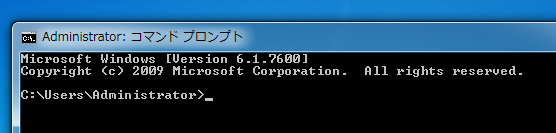 Administrator: コマンド プロンプト
Microsoft Windows [Version 6.1.7600]
Copyright (c) 2009 Microsoft Corporation.  All rights reserved.
C:\Users\Administrator>_